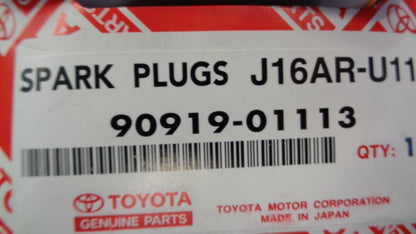 SPARK PLUGS J16AR-U11
90919-01113
QTY: 1
TOYOTA
GENUINE PARTS
TOYOTA MOTOR CORPORATION
MADE IN JAPAN